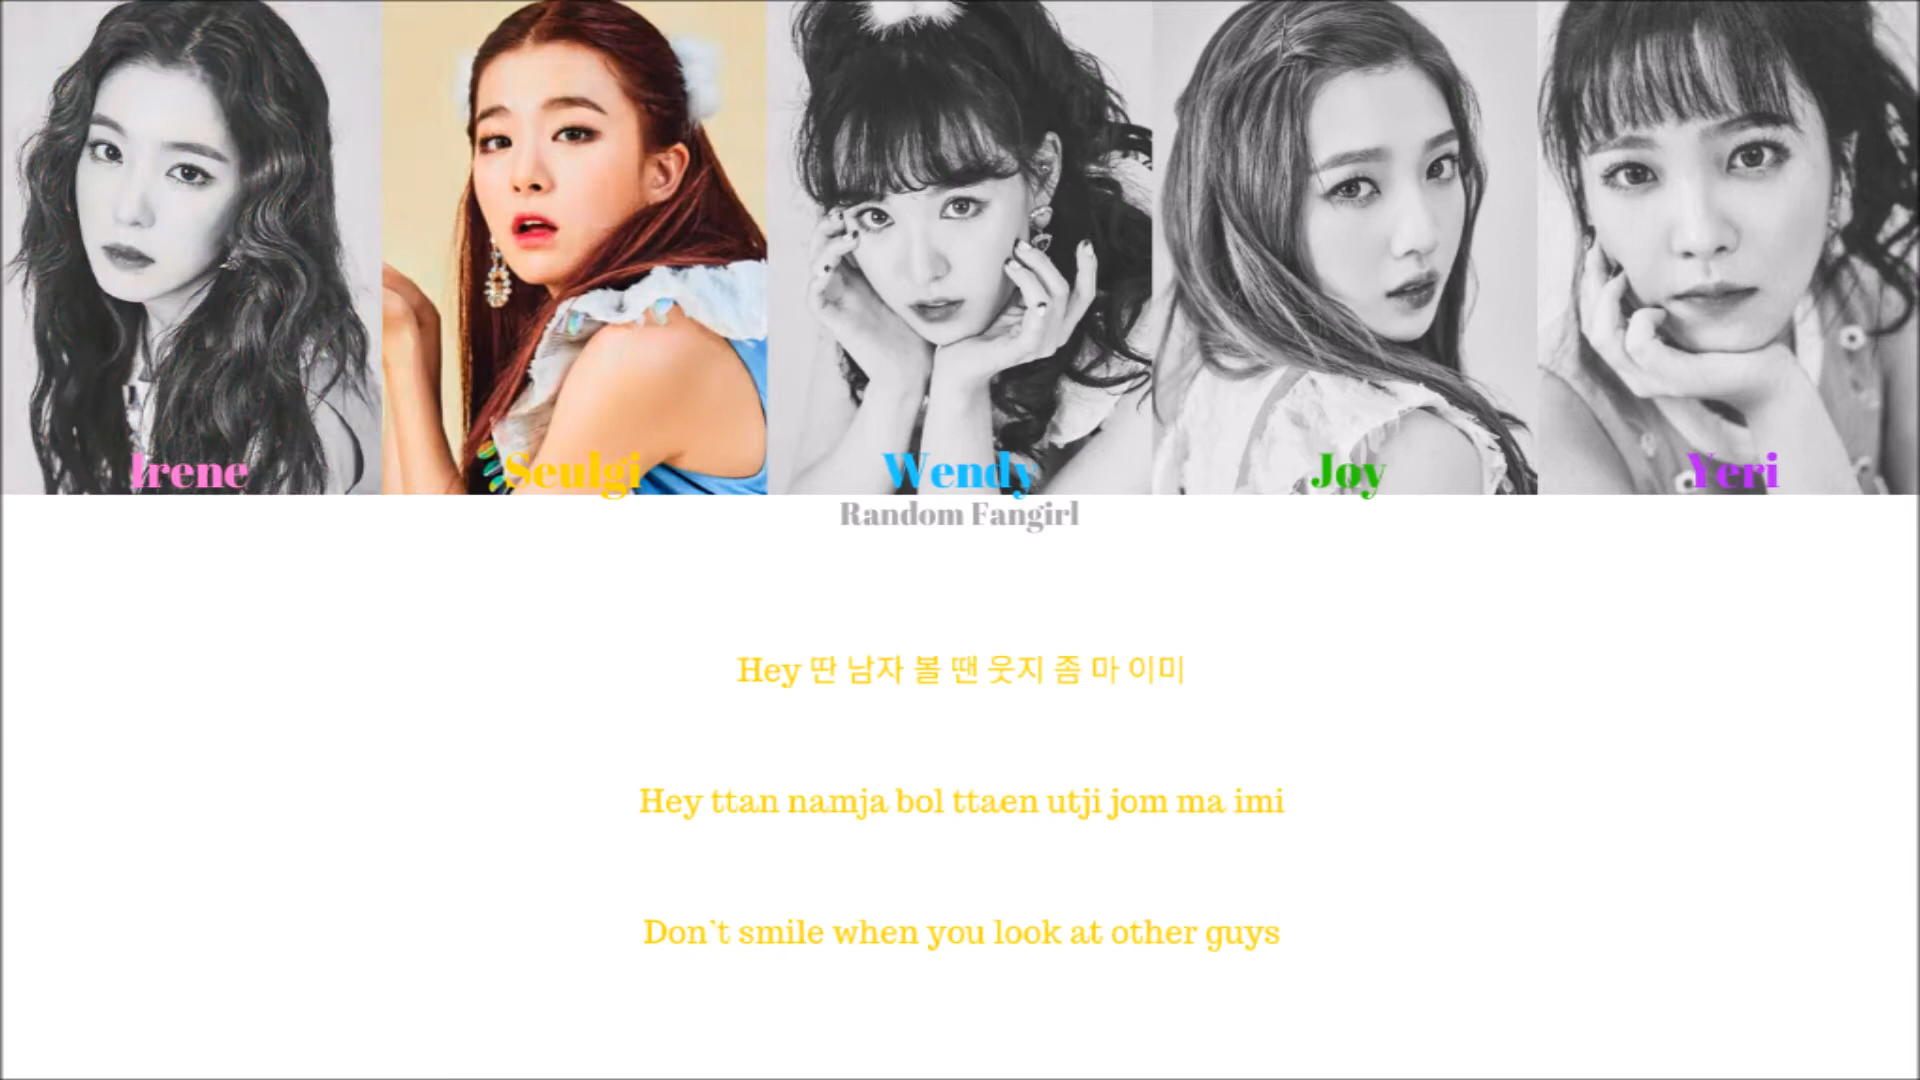 Irene Seulgi Wendy Joy Yeri
Random Fangirl
Hey 딴 남자 볼 땐 웃지 좀 마 이미
Hey ttan namja bol ttaen utji jom ma imi
Don`t smile when you look at other guys